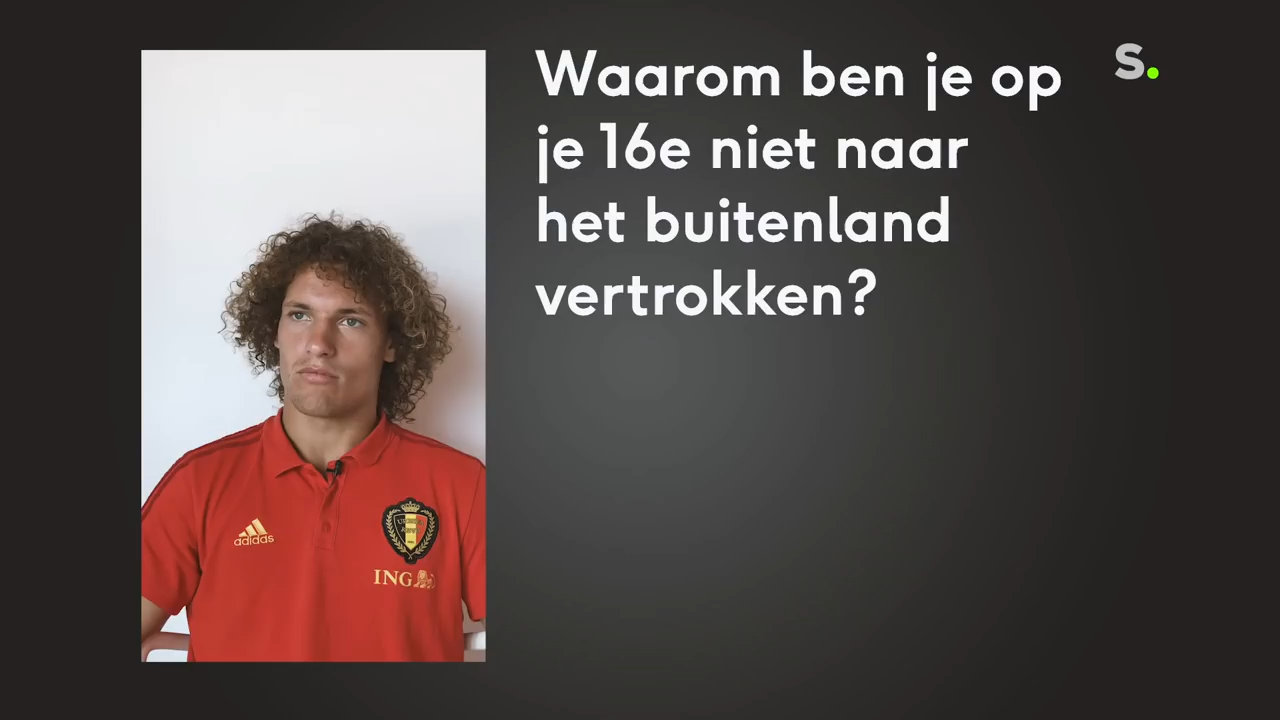 Waarom ben je op
je 16e niet naar
het buitenland
vertrokken?
S.
adidas
ING